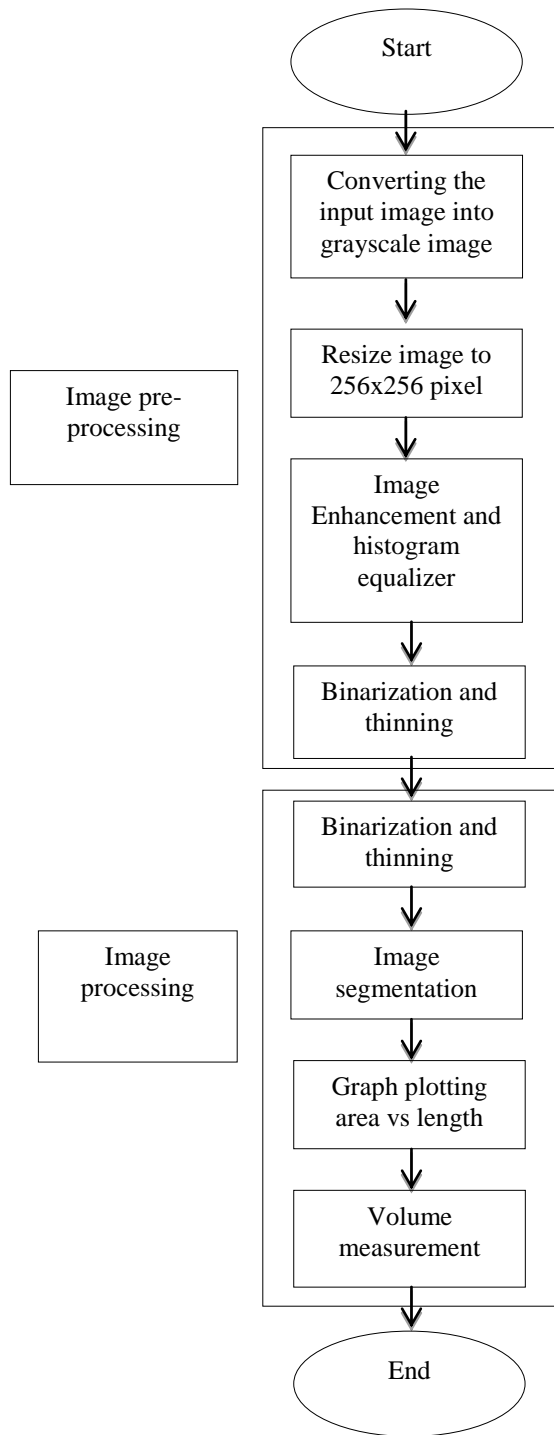 Start
Converting the
input image into
grayscale image
Resize image to
256x256 pixel
Image pre-
processing
Image
Enhancement and
histogram
equalizer
Binarization and
thinning
Binarization and
thinning
Image
processing
Image
segmentation
Graph plotting
area vs length
Volume
measurement
End